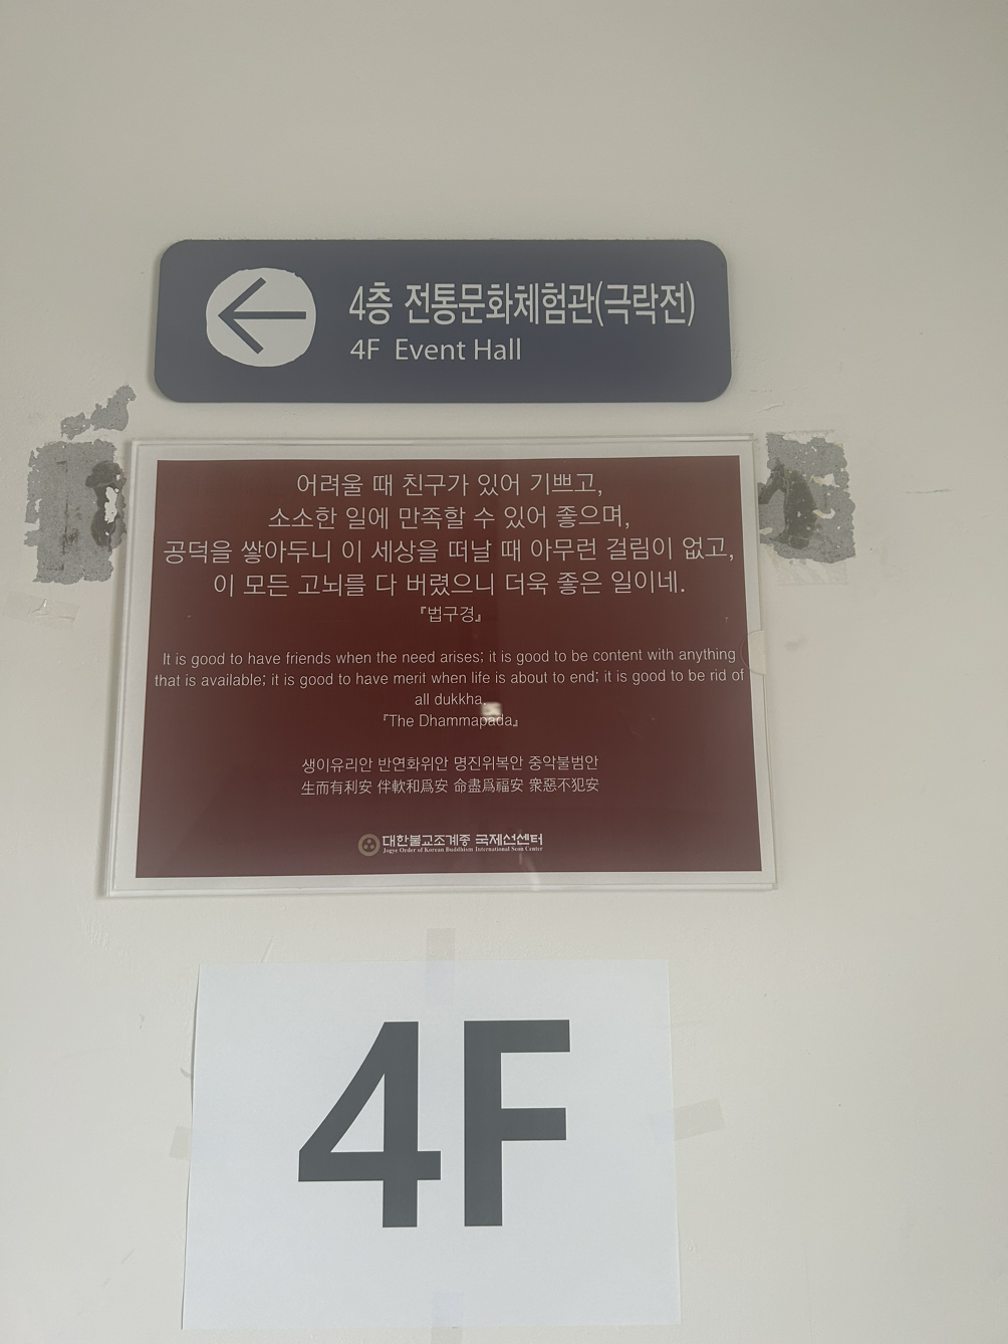 4층 전통문화체험관(극락전)
4F Event Hall
어려울 때 친구가 있어 기쁘고,
소소한 일에 만족할 수 있어 좋으며,
공덕을 쌓아두니 이 세상을 떠날 때 아무런 걸림이 없고,
이 모든 고뇌를 다 버렸으니 더욱 좋은 일이네.
『법구경』
It is good to have friends when the need arises; it is good to be content with anything
that is available; it is good to have merit when life is about to end; it is good to be rid of
all dukkha.
『The Dhammapada』
생이유리안 반연화위안 명진위복안 중악불범안
生而有利安 伴軟和爲安 命盡爲福安 衆惡不犯安
대한불교조계종 국제선센터
Jogye Order of Korean Buddhism International Seon Center
4F